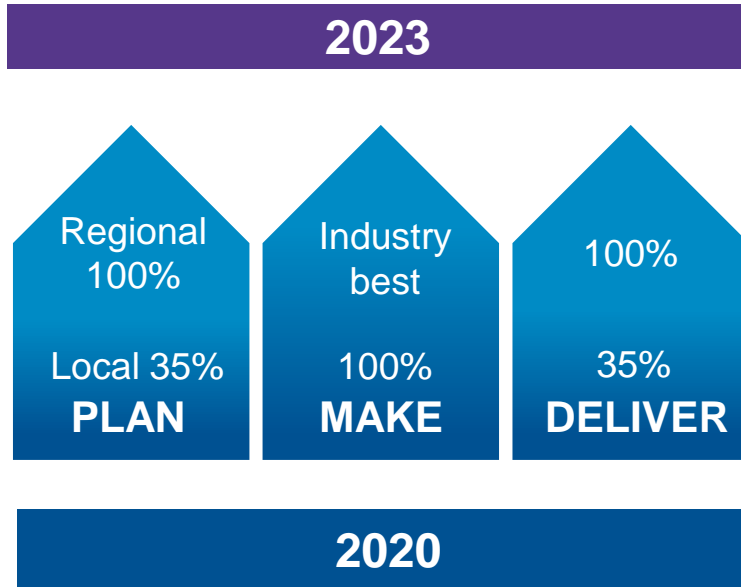 2023
Regional
100%
Local 35%
PLAN
Industry
best
100%
MAKE
100%
35%
DELIVER
2020